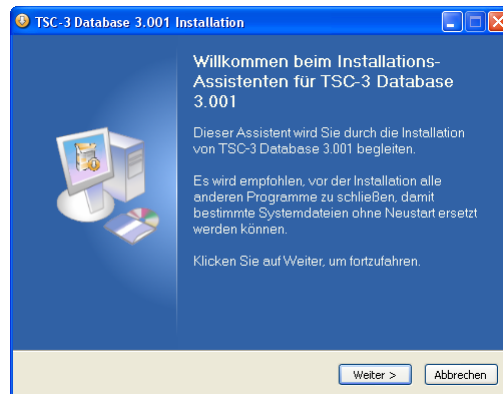 TSC-3 Database 3.001 Installation
Willkommen beim Installations-
Assistenten für TSC-3 Database
3.001
Dieser Assistent wird Sie durch die Installation
von TSC-3 Database 3.001 begleiten.
Es wird empfohlen, vor der Installation alle
anderen Programme zu schließen, damit
bestimmte Systemdateien ohne Neustart ersetzt
werden können.
Klicken Sie auf Weiter, um fortzufahren.
Weiter >
Abbrechen